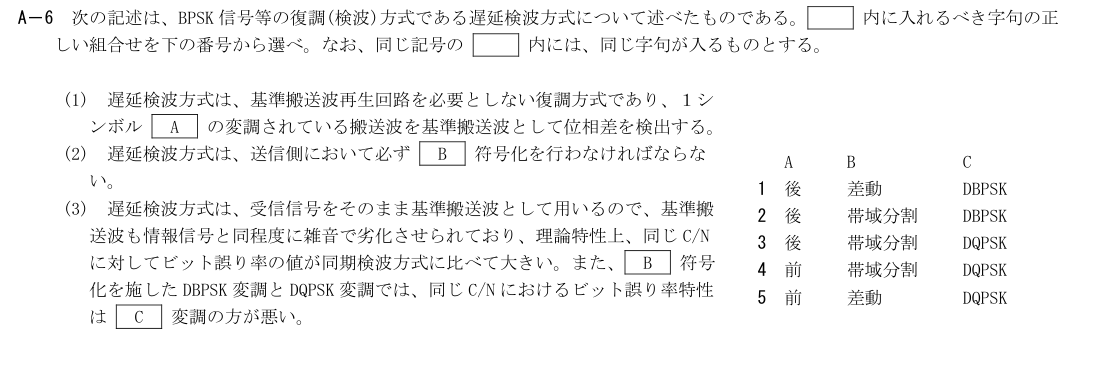 A－6 次の記述は、BPSK 信号等の復調(検波)方式である遅延検波方式について述べたものである。 内に入れるべき字句の正
しい組合せを下の番号から選べ。なお、同じ記号の 内には、同じ字句が入るものとする。
(1) 遅延検波方式は、基準搬送波再生回路を必要としない復調方式であり、１シ
ンボル A の変調されている搬送波を基準搬送波として位相差を検出する。
(2) 遅延検波方式は、送信側において必ず B 符号化を行わなければならな
い。
(3) 遅延検波方式は、受信信号をそのまま基準搬送波として用いるので、基準搬
送波も情報信号と同程度に雑音で劣化させられており、理論特性上、同じ C/N
に対してビット誤り率の値が同期検波方式に比べて大きい。また、 B 符号
化を施した DBPSK 変調と DQPSK 変調では、同じ C/N におけるビット誤り率特性
は C 変調の方が悪い。
A B C
1 後 差動 DBPSK
2 後 帯域分割 DBPSK
3 後 帯域分割 DQPSK
4 前 帯域分割 DQPSK
5 前 差動 DQPSK